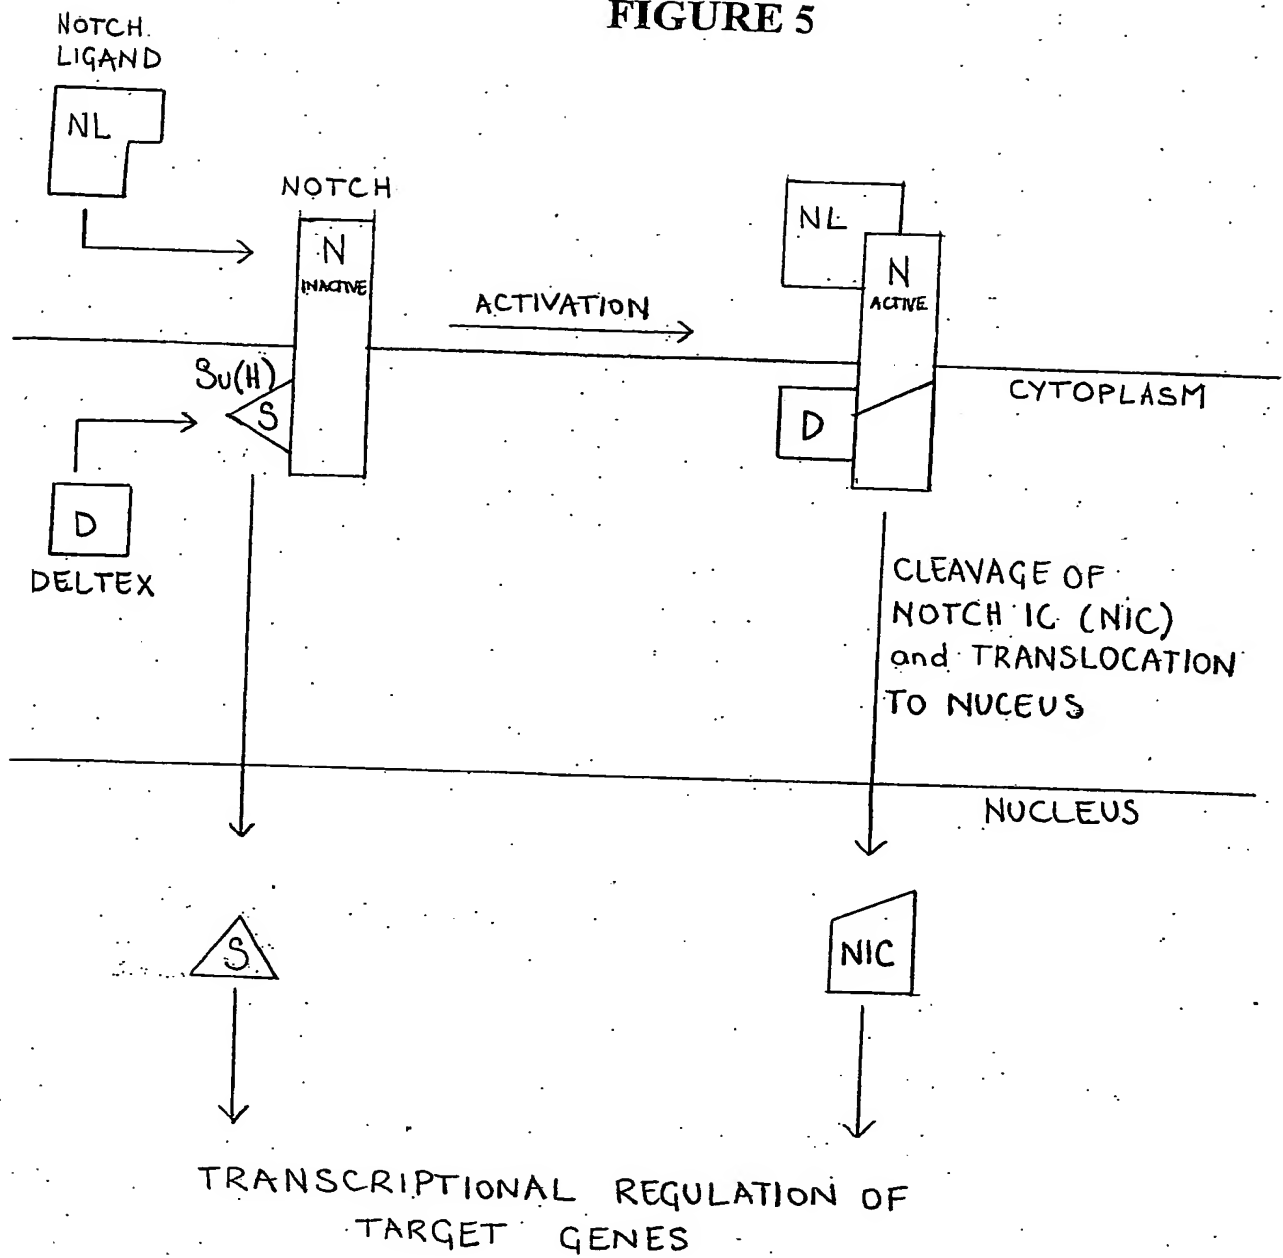 FIGURE 5
NOTCH
LIGAND
NL
NOTCH
N
INACTIVE
ACTIVATION
NL
N
ACTIVE
Su(H)
S
D
DELTEX
D
CYTOPLASM
CLEAVAGE OF
NOTCH IC (NIC)
and TRANSLOCATION
TO NUCEUS
NUCLEUS
S
NIC
TRANSCRIPTIONAL REGULATION OF
TARGET GENES